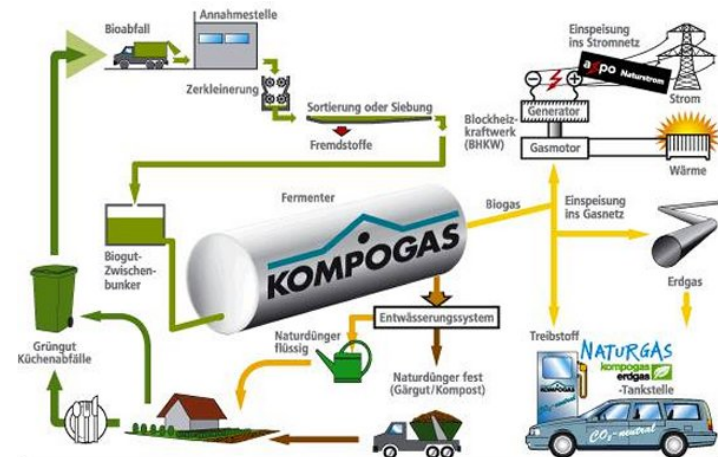 Bioabfall
Annahmestelle
Zerkleinerung
Sortierung oder Siebung
Fremdstoffe
Einspeisung
ins Stromnetz
axpo Naturstrom
Strom
Generator
Blockheiz-
kraftwerk
(BHKW)
Gasmotor
Wärme
Fermenter
KOMPOGAS
Biogas
Einspeisung
ins Gasnetz
Erdgas
Biogut-
Zwischen-
bunker
Entwässerungssystem
Naturdünger
flüssig
Naturdünger fest
(Gärgut/Kompost)
Grüngut
Küchenabfälle
Treibstoff
NATURGAS
kompogas
erdgas
-Tankstelle
KOMPOGAS
CO₂-neutral
CO₂-neutral